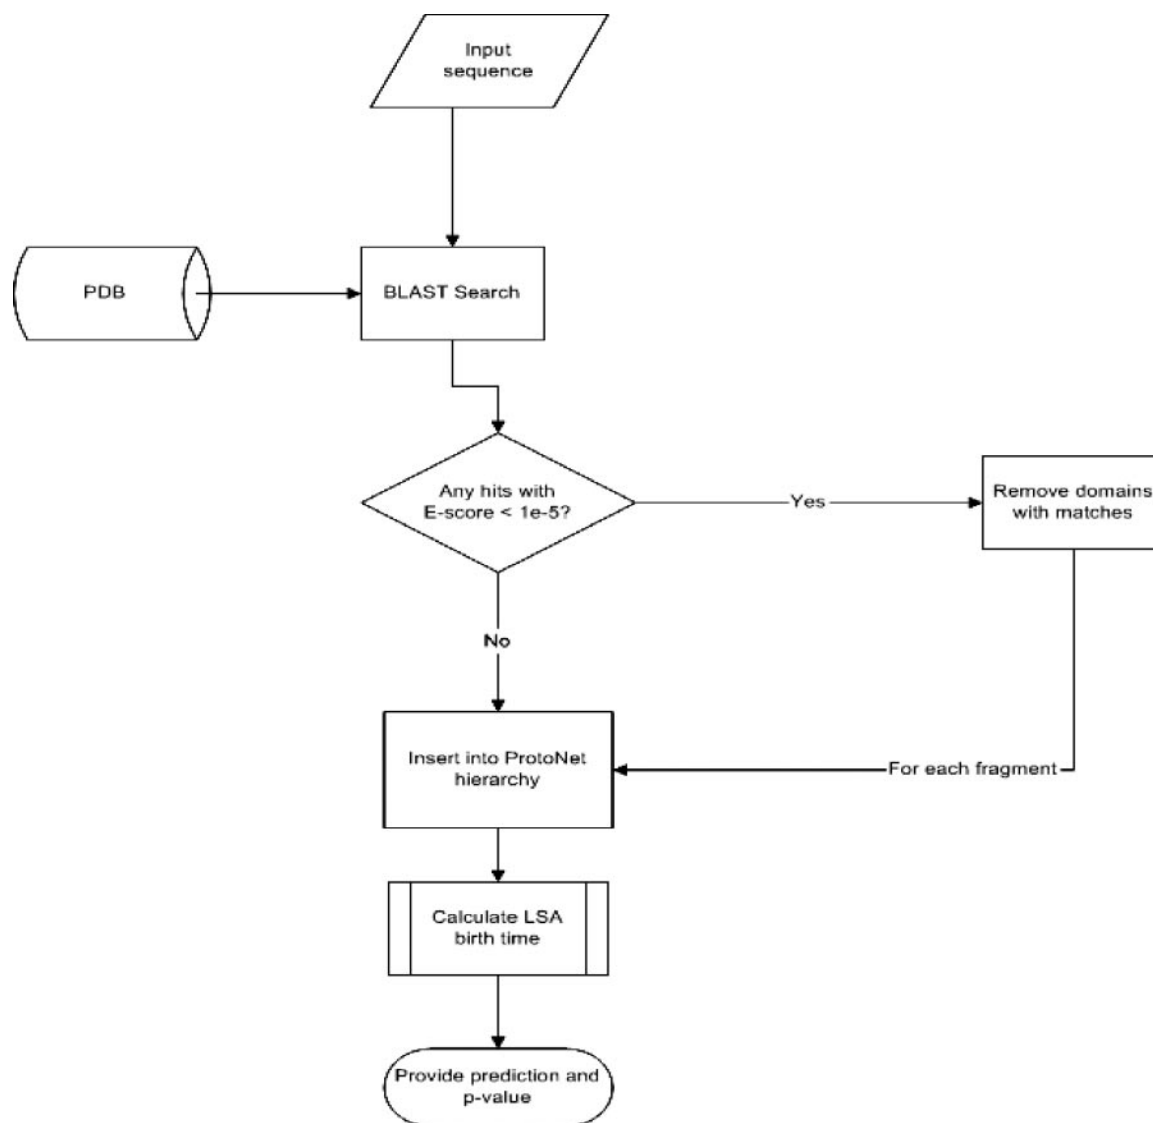 Input
sequence
PDB
BLAST Search
Any hits with
E-score < 1e-5?
Yes
Remove domains
with matches
No
Insert into ProtoNet
hierarchy
For each fragment
Calculate LSA
birth time
Provide prediction and
p-value